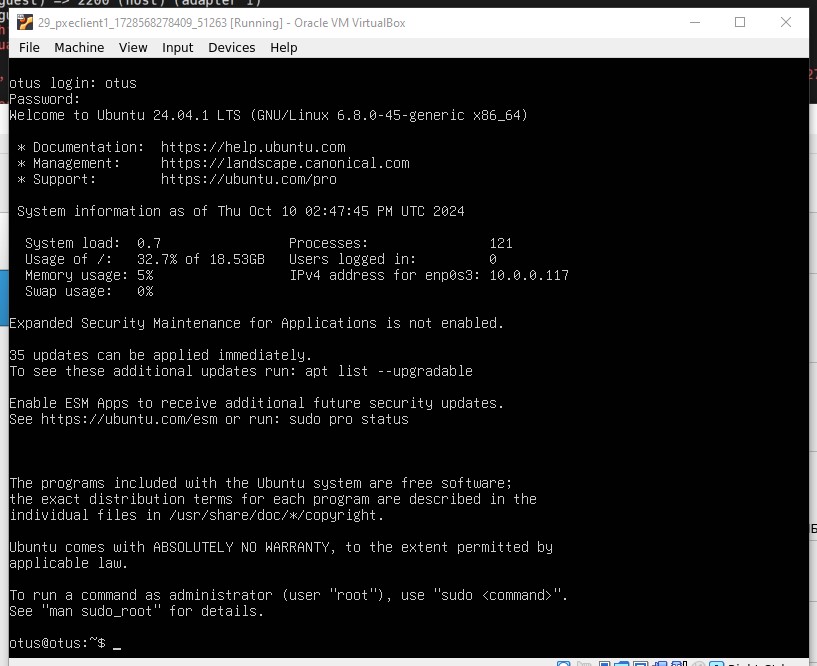 guest) => 2200 (host) (adapter 1)
29_pxeclient1_1728568278409_51263 [Running] - Oracle VM VirtualBox
File Machine View Input Devices Help
otus login: otus
Password:
Welcome to Ubuntu 24.04.1 LTS (GNU/Linux 6.8.0-45-generic x86_64)
* Documentation: https://help.ubuntu.com
* Management: https://landscape.canonical.com
* Support: https://ubuntu.com/pro
System information as of Thu Oct 10 02:47:45 PM UTC 2024
System load: 0.7 Processes: 121
Usage of /: 32.7% of 18.53GB Users logged in: 0
Memory usage: 5% IPv4 address for enp0s3: 10.0.0.117
Swap usage: 0%
Expanded Security Maintenance for Applications is not enabled.
35 updates can be applied immediately.
To see these additional updates run: apt list --upgradable
Enable ESM Apps to receive additional future security updates.
See https://ubuntu.com/esm or run: sudo pro status
The programs included with the Ubuntu system are free software;
the exact distribution terms for each program are described in the
individual files in /usr/share/doc/*/copyright.
Ubuntu comes with ABSOLUTELY NO WARRANTY, to the extent permitted by
applicable law.
To run a command as administrator (user "root"), use "sudo <command>".
See "man sudo_root" for details.
otus@otus:~$ _